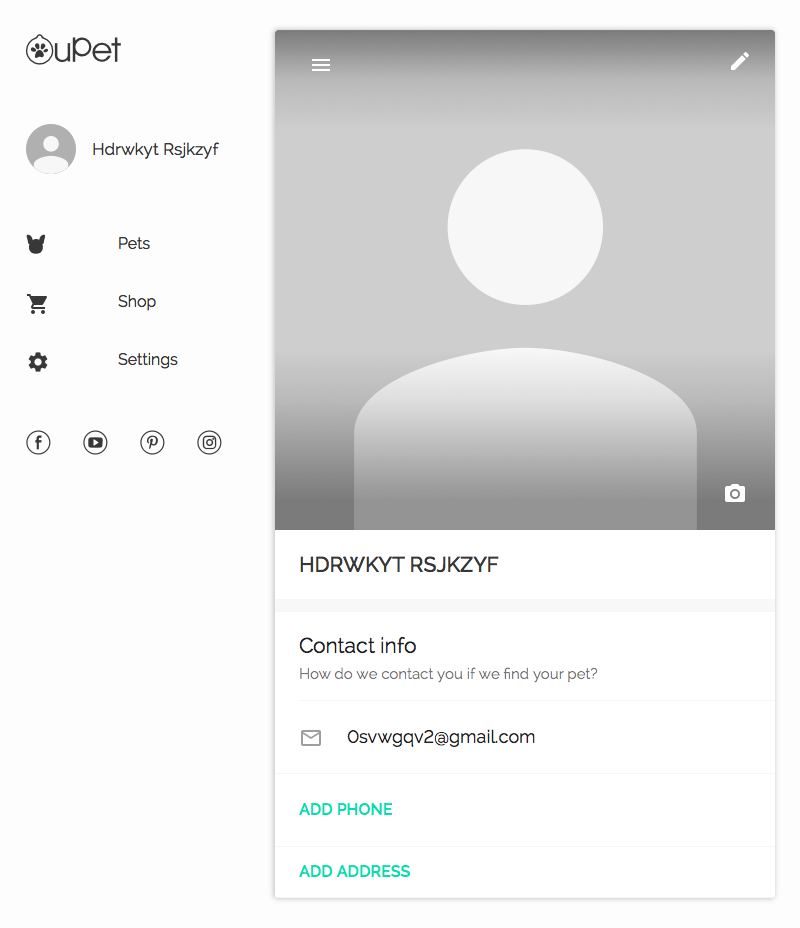 uPet
Hdrwkyt Rsjkzyf
Pets
Shop
Settings
HDRWKYT RSJKZYF
Contact info
How do we contact you if we find your pet?
0svwgqv2@gmail.com
ADD PHONE
ADD ADDRESS